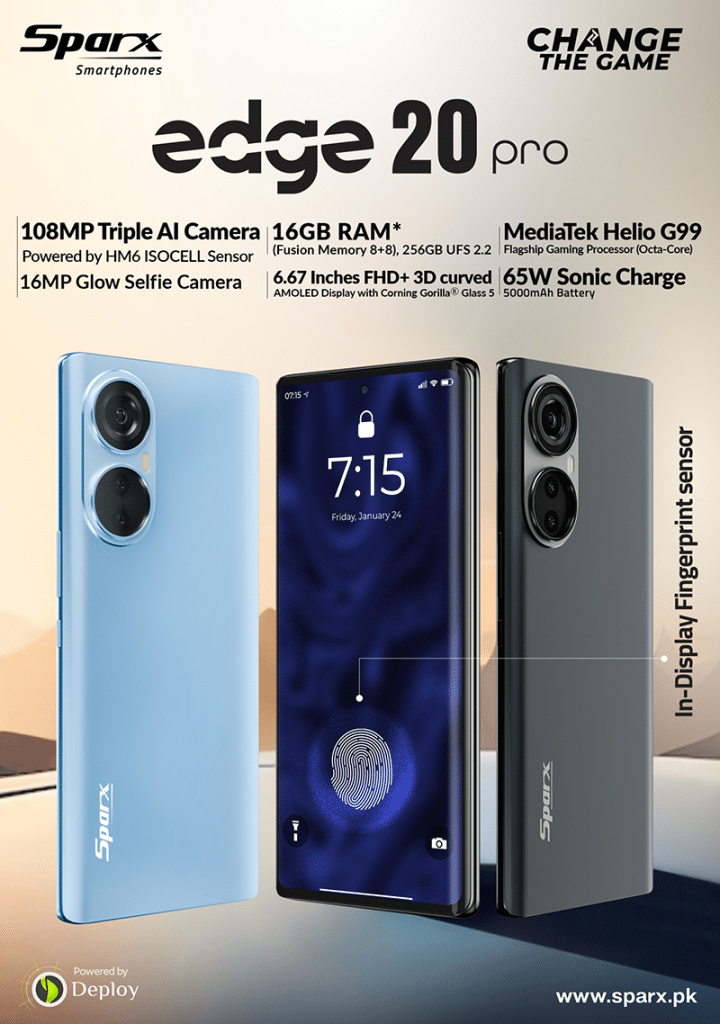 Sparx
Smartphones
CHANGE
THE GAME
edge 20 pro
108MP Triple AI Camera
Powered by HM6 ISOCELL Sensor
16MP Glow Selfie Camera
16GB RAM*
(Fusion Memory 8+8), 256GB UFS 2.2
6.67 Inches FHD+ 3D curved
AMOLED Display with Corning Gorilla® Glass 5
MediaTek Helio G99
Flagship Gaming Processor (Octa-Core)
65W Sonic Charge
5000mAh Battery
07:15
7:15
Friday, January 24
In-Display Fingerprint sensor
Sparx
Sparx
Powered by
Deploy
www.sparx.pk